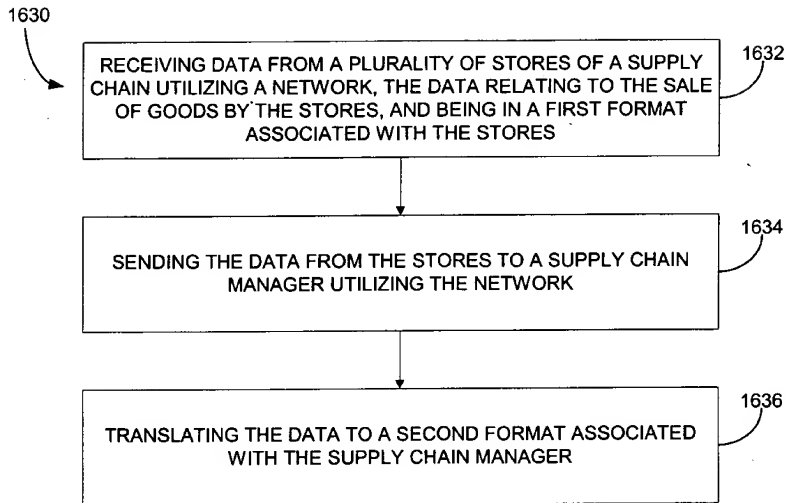 1630
RECEIVING DATA FROM A PLURALITY OF STORES OF A SUPPLY
CHAIN UTILIZING A NETWORK, THE DATA RELATING TO THE SALE
OF GOODS BY THE STORES, AND BEING IN A FIRST FORMAT
ASSOCIATED WITH THE STORES
1632
SENDING THE DATA FROM THE STORES TO A SUPPLY CHAIN
MANAGER UTILIZING THE NETWORK
1634
TRANSLATING THE DATA TO A SECOND FORMAT ASSOCIATED
WITH THE SUPPLY CHAIN MANAGER
1636